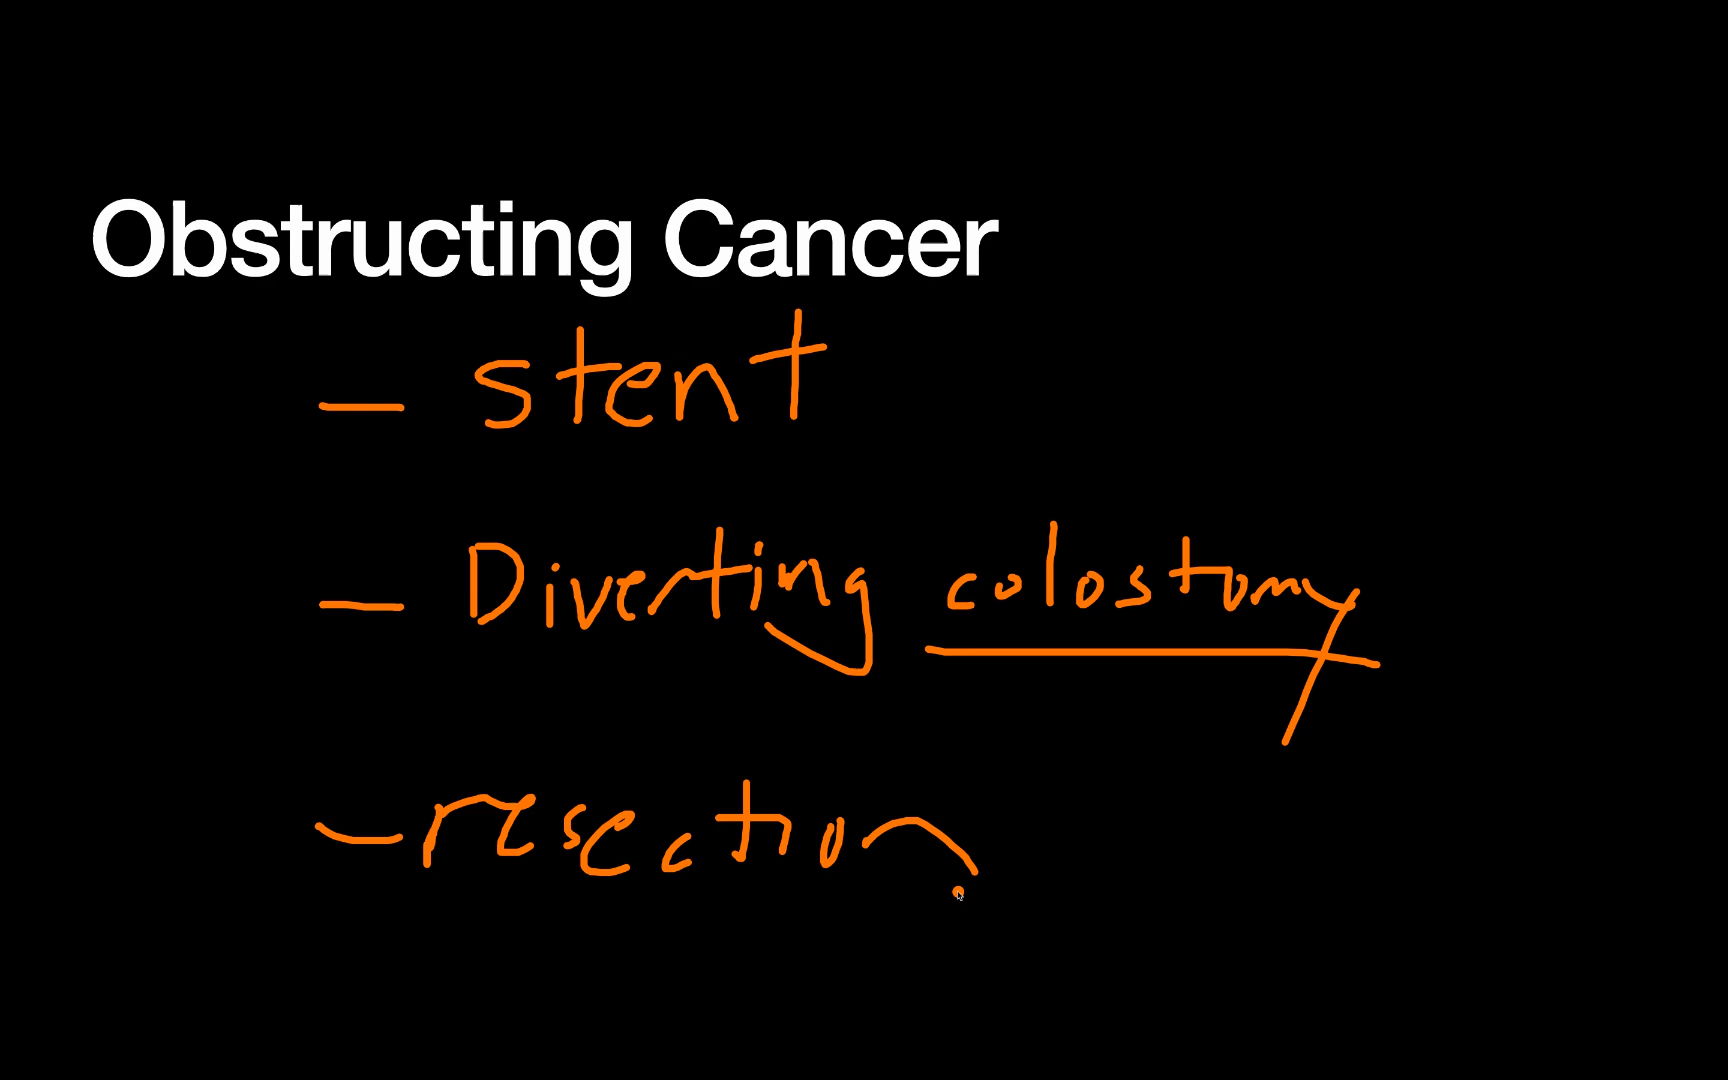 Obstructing Cancer
— stent
— Diverting colostomy
— resection